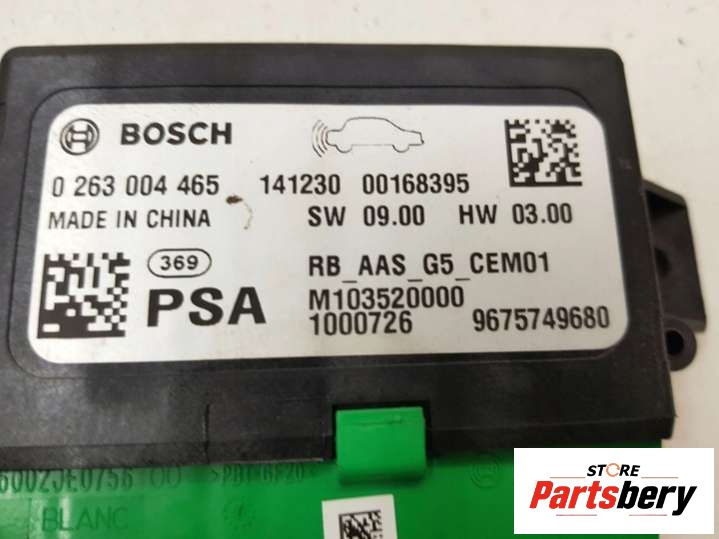 BOSCH
0 263 004 465 141230 00168395
MADE IN CHINA SW 09.00 HW 03.00
369 RB_AAS_G5_CEM01
PSA M103520000
1000726 9675749680
BLANC
STORE
Partsbery